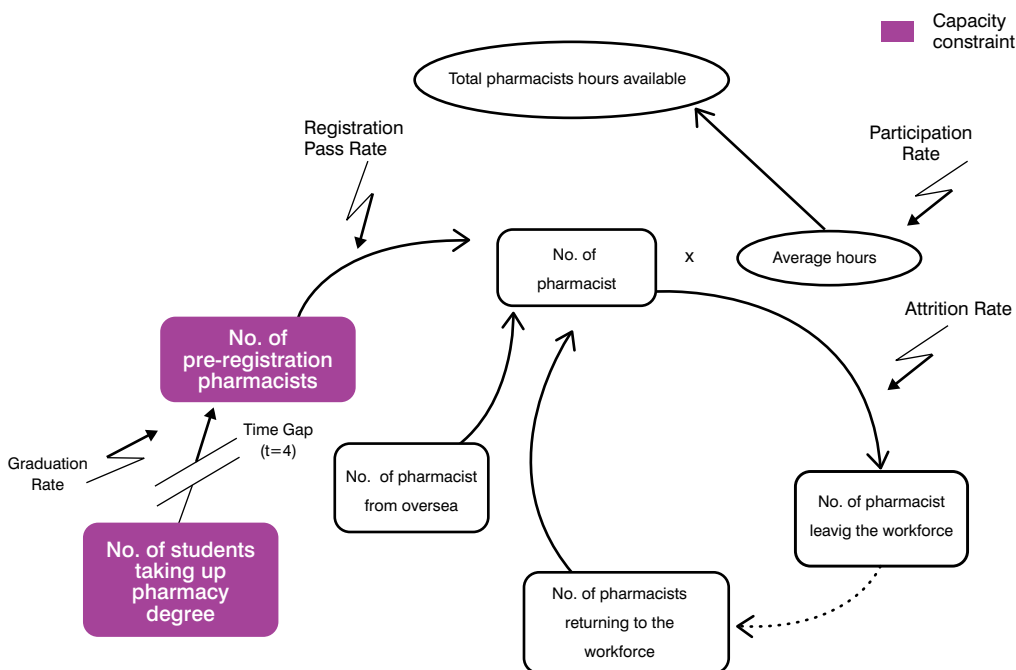 Capacity
constraint
Total pharmacists hours available
Registration
Pass Rate
Participation
Rate
No. of
pharmacist
x
Average hours
Attrition Rate
No. of
pre-registration
pharmacists
Time Gap
(t=4)
Graduation
Rate
No. of pharmacist
from oversea
No. of pharmacist
leavig the workforce
No. of students
taking up
pharmacy
degree
No. of pharmacists
returning to the
workforce